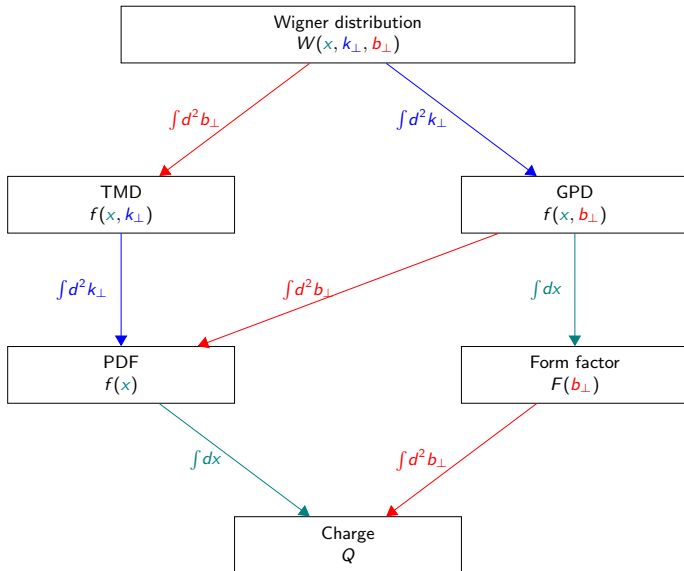 Wigner distribution
W(x, k⊥, b⊥)
∫d²b⊥
∫d²k⊥
TMD
f(x, k⊥)
GPD
f(x, b⊥)
∫d²k⊥
∫d²b⊥
∫dx
PDF
f(x)
Form factor
F(b⊥)
∫dx
∫d²b⊥
Charge
Q